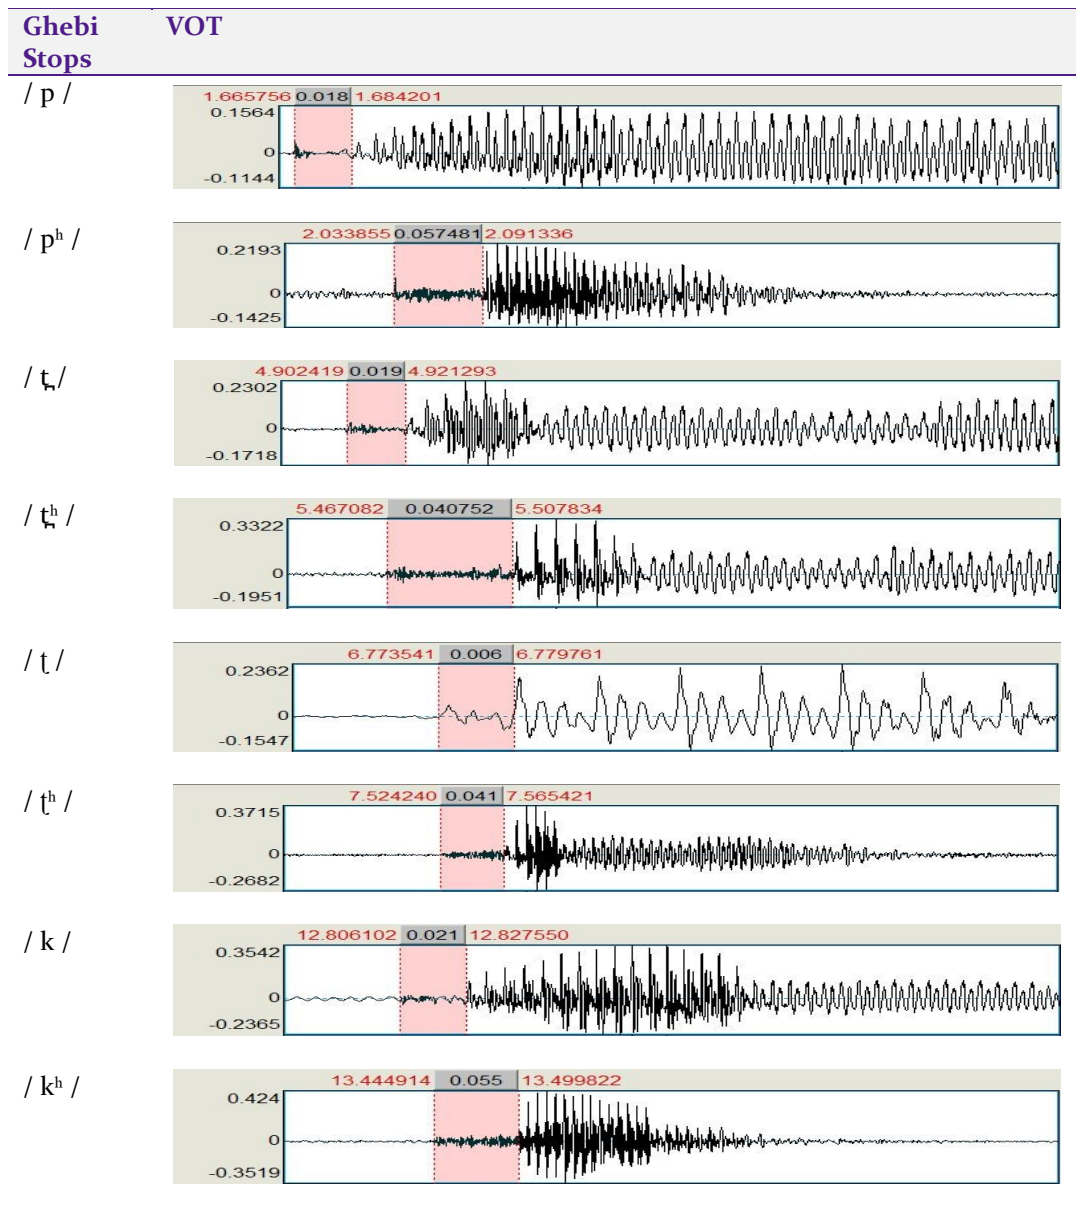 Ghebi Stops VOT
/ p /
1.665756 0.018 1.684201
0.1564
0
-0.1144
/ pʰ /
2.033855 0.057481 2.091336
0.2193
0
-0.1425
/ t̪ /
4.902419 0.019 4.921293
0.2302
0
-0.1718
/ t̪ʰ /
5.467082 0.040752 5.507834
0.3322
0
-0.1951
/ ʈ /
6.773541 0.006 6.779761
0.2362
0
-0.1547
/ ʈʰ /
7.524240 0.041 7.565421
0.3715
0
-0.2682
/ k /
12.806102 0.021 12.827550
0.3542
0
-0.2365
/ kʰ /
13.444914 0.055 13.499822
0.424
0
-0.3519